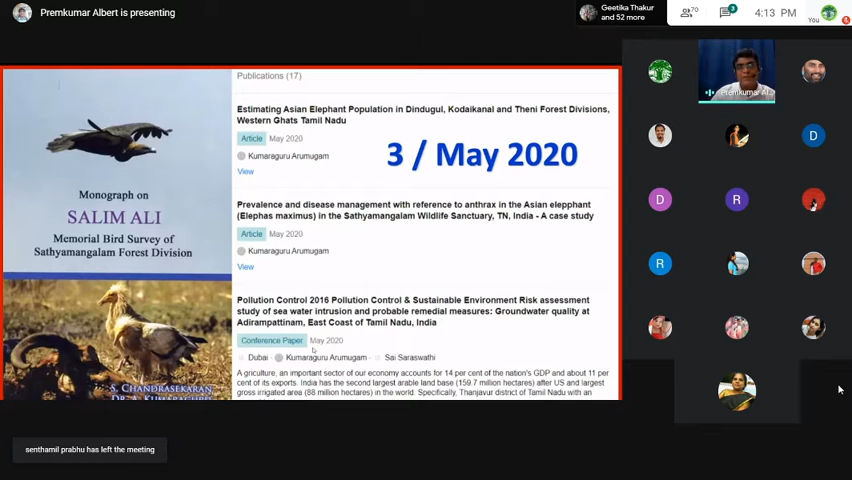 Premkumar Albert is presenting
Geetika Thakur
and 52 more
70
3
4:13 PM
You
Publications (17)
Estimating Asian Elephant Population in Dindugul, Kodaikanal and Theni Forest Divisions,
Western Ghats Tamil Nadu
Article May 2020
Kumaraguru Arumugam
View
3 / May 2020
Prevalence and disease management with reference to anthrax in the Asian elepphant
(Elephas maximus) in the Sathyamangalam Wildlife Sanctuary, TN, India - A case study
Article May 2020
Kumaraguru Arumugam
View
Pollution Control 2016 Pollution Control & Sustainable Environment Risk assessment
study of sea water intrusion and probable remedial measures: Groundwater quality at
Adirampattinam, East Coast of Tamil Nadu, India
Conference Paper May 2020
Dubai Kumaraguru Arumugam Sai Saraswathi
A griculture, an important sector of our economy accounts for 14 per cent of the nation's GDP and about 11 per
cent of its exports. India has the second largest arable land base (159.7 million hectares) after US and largest
gross irrigated area (88 million hectares) in the world. Specifically, Thanjavur district of Tamil Nadu with an
Monograph on
SALIM ALI
Memorial Bird Survey of
Sathyamangalam Forest Division
S. CHANDRASEKARAN
DR. A. KUMARAGURU
Premkumar Al...
D
D
R
R
senthamil prabhu has left the meeting